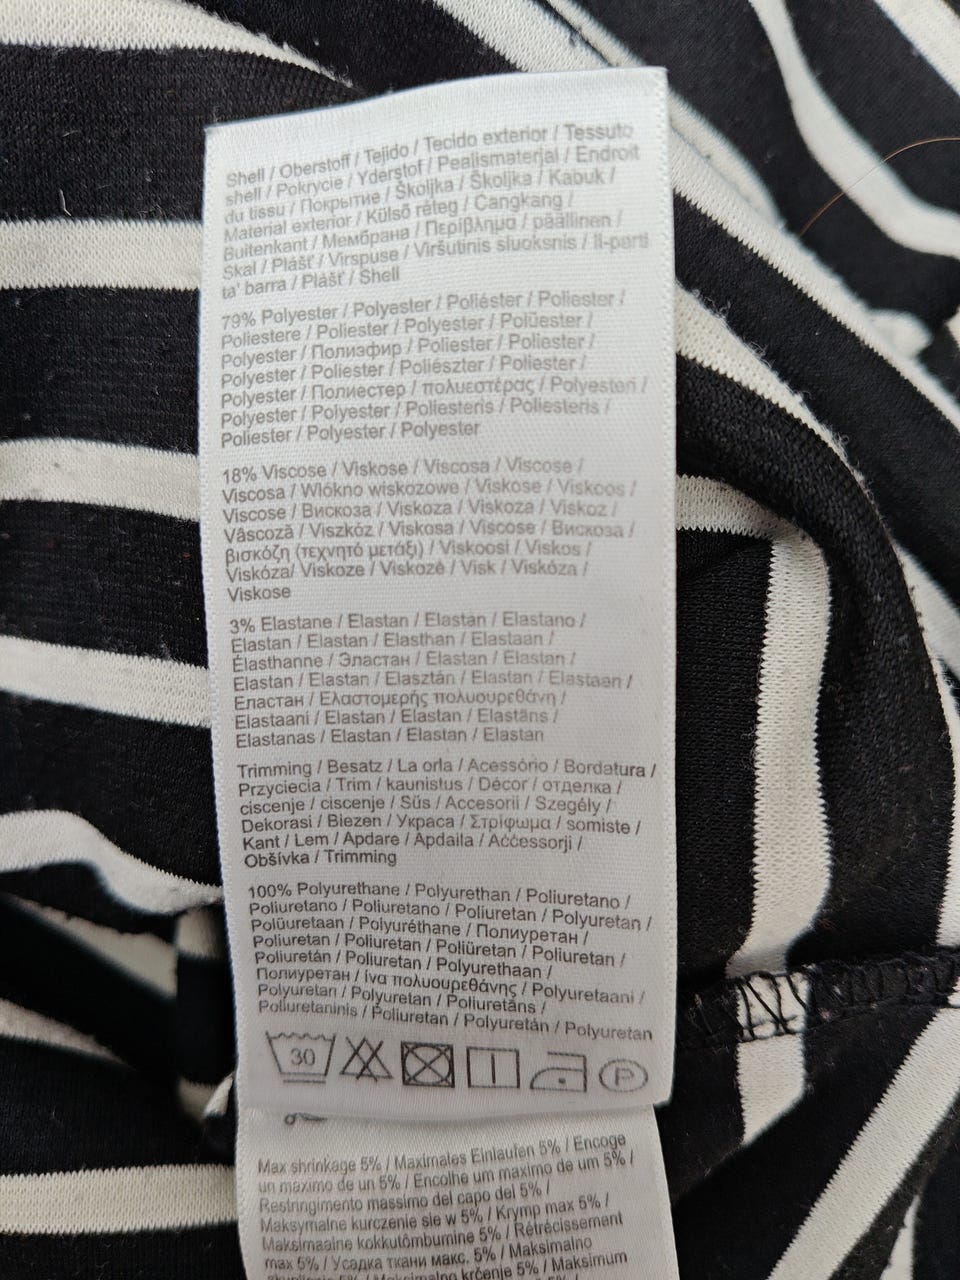 Shell / Oberstoff / Tejido / Tecido exterior / Tessuto
shell / Pokrycie / Yderstof / Pealismaterjal / Endroit
du tissu / Покрытие / Školjka / Školjka / Kabuk /
Material exterior / Külső réteg / Cangkang /
Buitenkant / Мембрана / Περίβλημα / päällinen /
Skal / Plášť / Virspuse / Viršutinis sluoksnis / Il-parti
ta' barra / Plášť / Shell
79% Polyester / Polyester / Poliéster / Poliester /
Poliestere / Poliester / Polyester / Polüester /
Polyester / Полиэфир / Poliester / Poliester /
Polyester / Poliester / Poliészter / Poliester /
Polyester / Полиестер / πολυεστέρας / Polyesteri /
Polyester / Polyester / Poliesteris / Poliesteris /
Poliester / Polyester / Polyester
18% Viscose / Viskose / Viscosa / Viscose /
Viscosa / Wlókno wiskozowe / Viskose / Viskoos /
Viscose / Вискоза / Viskoza / Viskoza / Viskoz /
Vâscoză / Viszkóz / Viskosa / Viscose / Вискоза /
βισκόζη (τεχνητό μετάξι) / Viskoosi / Viskos /
Viskóza/ Viskoze / Viskozė / Visk / Viskóza /
Viskose
3% Elastane / Elastan / Elastán / Elastano /
Elastan / Elastan / Elasthan / Elastaan /
Élasthanne / Эластан / Elastan / Elastan /
Elastan / Elastan / Elasztán / Elastan / Elastaan /
Еластан / Ελαστομερής πολυουρεθάνη /
Elastaani / Elastan / Elastan / Elastāns /
Elastanas / Elastan / Elastan / Elastan
Trimming / Besatz / La orla / Acessório / Bordatura /
Przyciecia / Trim / kaunistus / Décor / отделка /
ciscenje / ciscenje / Süs / Accesorii / Szegély /
Dekorasi / Biezen / Украса / Στρίφωμα / somiste /
Kant / Lem / Apdare / Apdaila / Aċċessorji /
Obšívka / Trimming
100% Polyurethane / Polyurethan / Poliuretano /
Poliuretano / Poliuretano / Poliuretan / Polyuretan /
Polüuretaan / Polyuréthane / Полиуретан /
Poliuretan / Poliuretan / Poliüretan / Poliuretan /
Poliuretán / Poliuretan / Polyurethaan /
Полиуретан / ίνα πολυουρεθάνης / Polyuretaani /
Polyuretan / Polyuretan / Poliuretāns /
Poliuretaninis / Poliuretan / Polyuretán / Polyuretan
30 P
Max shrinkage 5% / Maximales Einlaufen 5% / Encoge
un maximo de un 5% / Encolhe um maximo de um 5% /
Restringimento massimo del capo del 5% /
Maksymalne kurczenie sie w 5% / Krymp max 5% /
Maksimaalne kokkutõmbumine 5% / Rétrécissement
max 5% / Усадка ткани макс. 5% / Maksimalno
5% / Maksimalno krčenje 5% / Maksimum